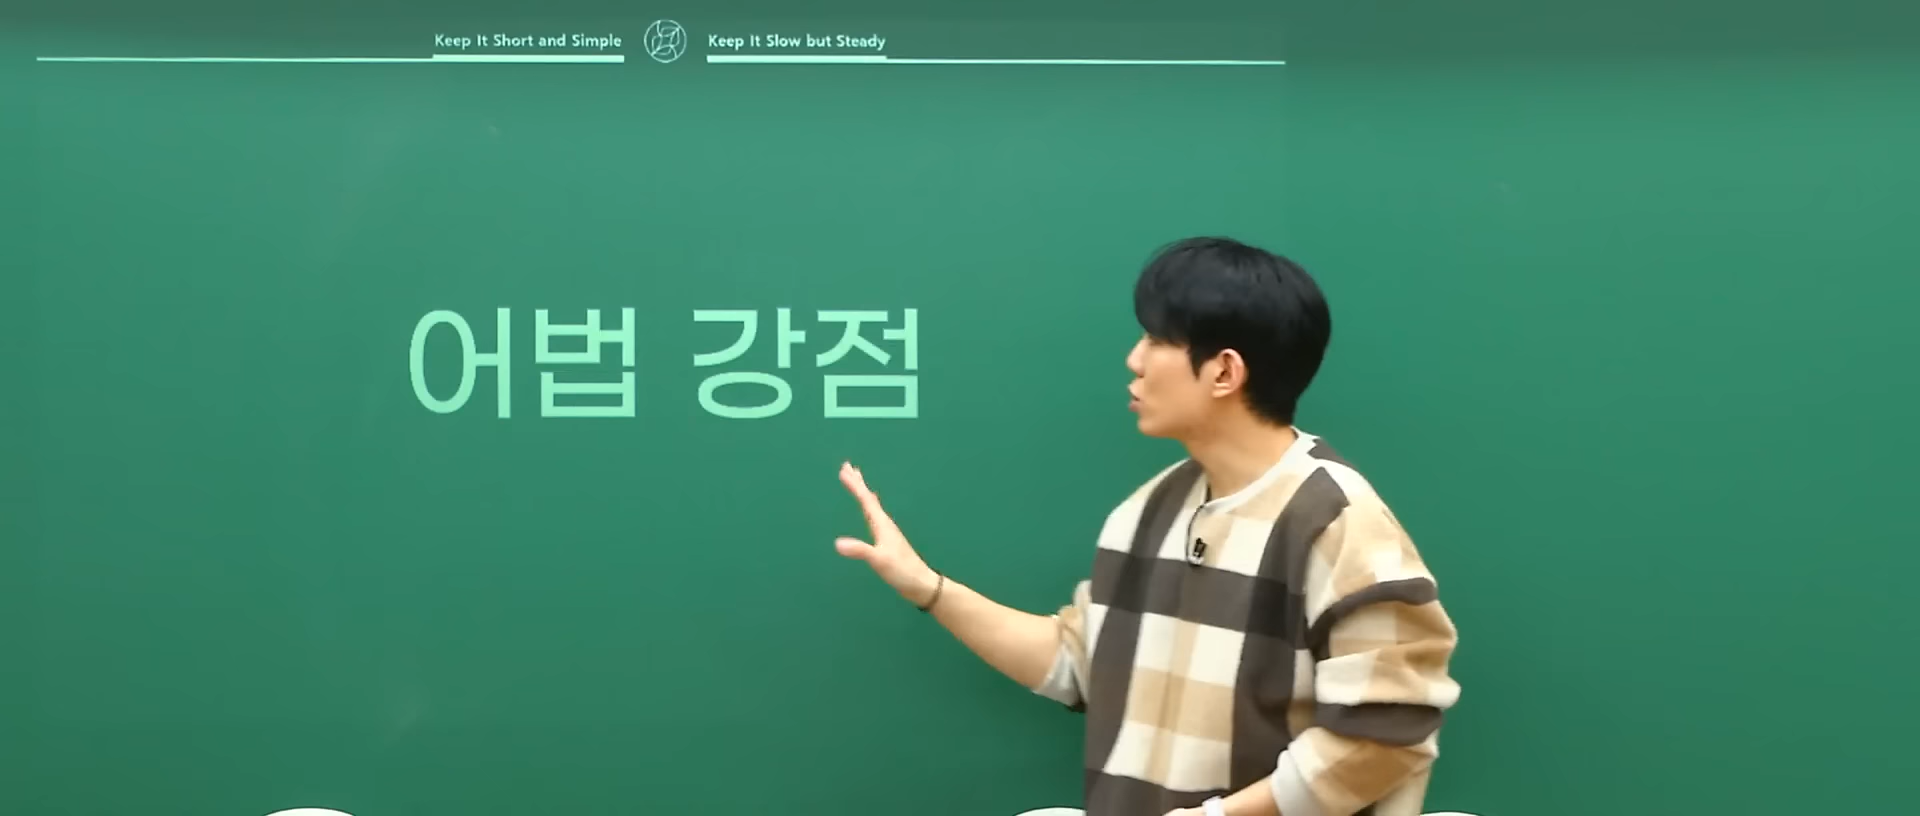 Keep It Short and Simple
Keep It Slow but Steady
어법 강점